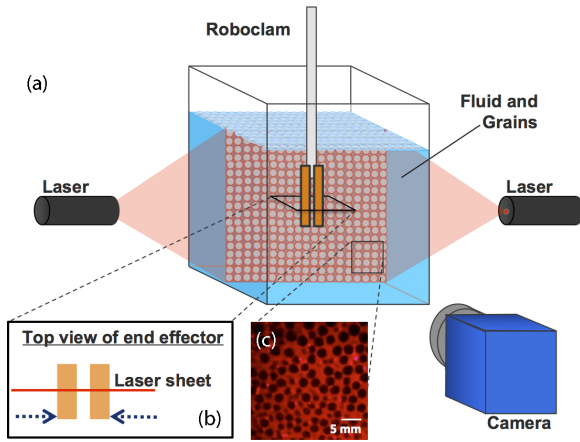 Roboclam
(a)
Fluid and
Grains
Laser
Laser
Top view of end effector
Laser sheet
(b)
(c)
5 mm
Camera